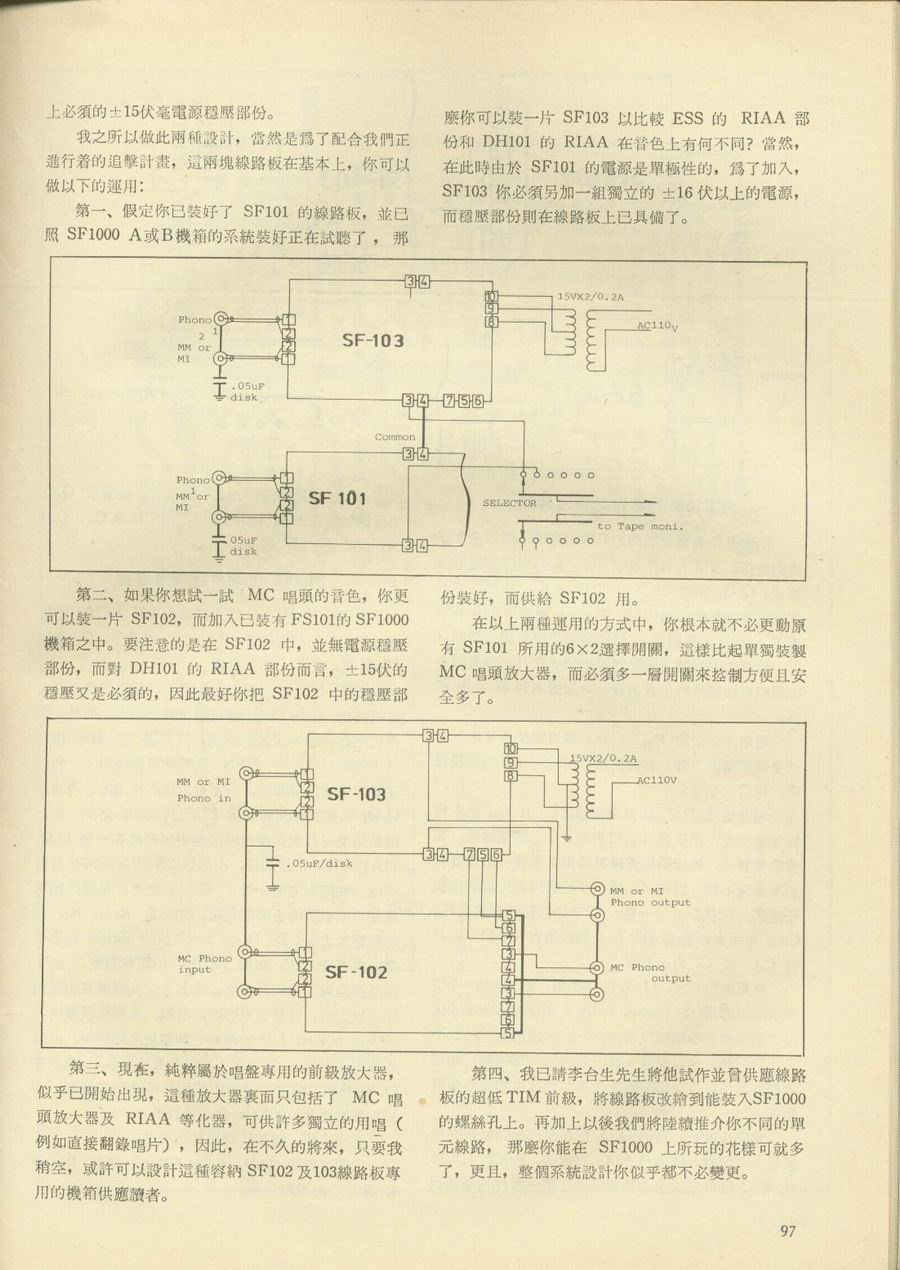 上必須的±15伏毫電源穩壓部份。
我之所以做此兩種設計，當然是爲了配合我們正
進行着的追擊計畫，這兩塊線路板在基本上，你可以
做以下的運用：
第一、假定你已裝好了 SF101 的線路板，並已
照 SF1000 A或B機箱的系統裝好正在試聽了，那
麼你可以裝一片 SF103 以比較 ESS 的 RIAA 部
份和 DH101 的 RIAA 在音色上有何不同？當然，
在此時由於 SF101 的電源是單極性的，爲了加入，
SF103 你必須另加一組獨立的 ±16 伏以上的電源，
而穩壓部份則在線路板上已具備了。
3 4
10
9
8
15VX2/0.2A
AC110V
Phono
2 1
MM or
MI
1
2
2
1
SF-103
.05uF
disk
3 4 7 5 6
Common
3 4
Phono
1
MM or
MI
1
2
2
1
SF 101
SELECTOR
to Tape moni.
05uF
disk
3 4
第二、如果你想試一試 MC 唱頭的音色，你更
可以裝一片 SF102，而加入已裝有FS101的SF1000
機箱之中。要注意的是在 SF102 中，並無電源穩壓
部份，而對 DH101 的 RIAA 部份而言，±15伏的
穩壓又是必須的，因此最好你把 SF102 中的穩壓部
份裝好，而供給 SF102 用。
在以上兩種運用的方式中，你根本就不必更動原
有 SF101 所用的6×2選擇開關，這樣比起單獨裝製
MC 唱頭放大器，而必須多一層開關來控制方便且安
全多了。
3 4
10
9
8
15VX2/0.2A
AC110V
MM or MI
Phono in
1
2
2
1
SF-103
.05uF/disk
3 4 7 5 6
MM or MI
Phono output
MC Phono
input
1
2
2
1
SF-102
5
6
7
3
4
4
3
7
6
5
MC Phono
output
第三、現在，純粹屬於唱盤專用的前級放大器，
似乎已開始出現，這種放大器裏面只包括了 MC 唱
頭放大器及 RIAA 等化器，可供許多獨立的用唱（
例如直接翻錄唱片），因此，在不久的將來，只要我
稍空，或許可以設計這種容納SF102及103線路板專
用的機箱供應讀者。
第四、我已請李台生先生將他試作並曾供應線路
板的超低TIM前級，將線路板改繪到能裝入SF1000
的螺絲孔上。再加上以後我們將陸續推介你不同的單
元線路， 那麼你能在 SF1000 上所玩的花樣可就多
了，更且，整個系統設計你似乎都不必變更。
97